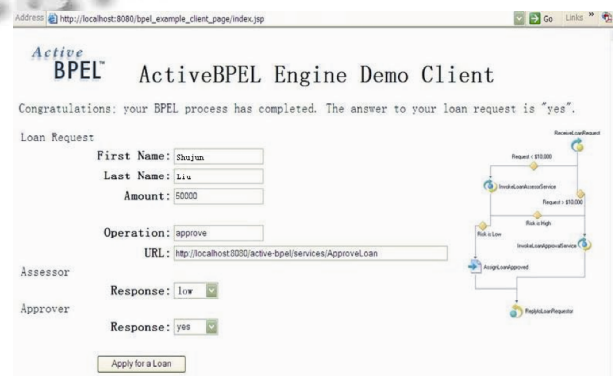 Address http://localhost:8080/bpel_example_client_page/index.jsp Go Links »
Active
BPEL™ ActiveBPEL Engine Demo Client
Congratulations: your BPEL process has completed. The answer to your loan request is "yes".
Loan Request
First Name: Shujun
Last Name: Liu
Amount: 50000
Operation: approve
URL: http://localhost:8080/active-bpel/services/ApproveLoan
Assessor
Response: low
Approver
Response: yes
Apply for a Loan
ReceiveLoanRequest
Request < $10,000
InvokeLoanAssessorService
Request ≥ $10,000
Risk is High
Risk is Low
InvokeLoanApprovalService
AssignLoanApproved
ReplytoLoanRequestor